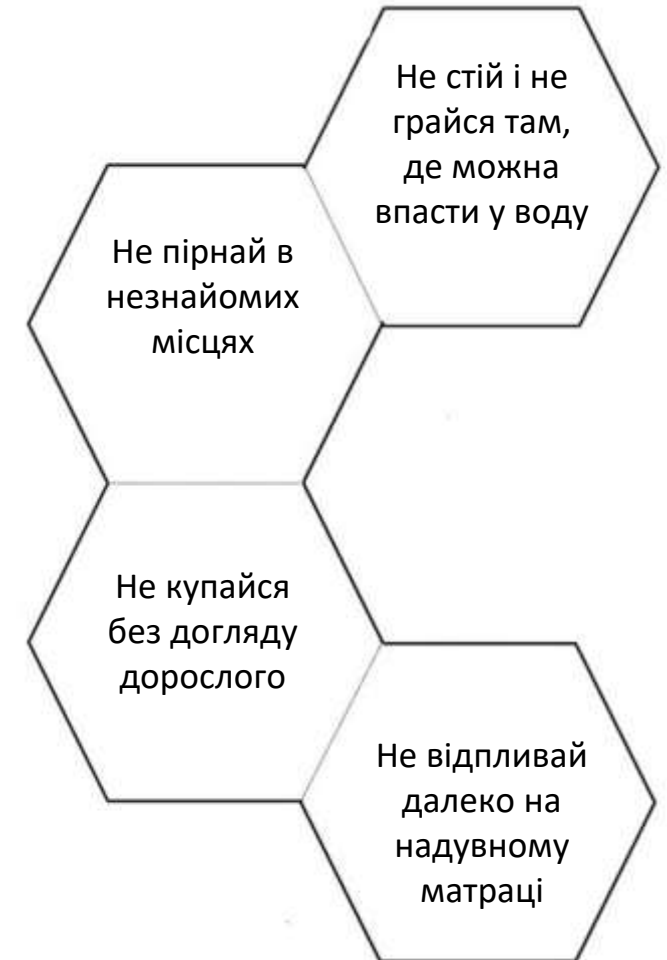 Не стій і не
грайся там,
де можна
впасти у воду
Не пірнай в
незнайомих
місцях
Не купайся
без догляду
дорослого
Не відпливай
далеко на
надувному
матраці